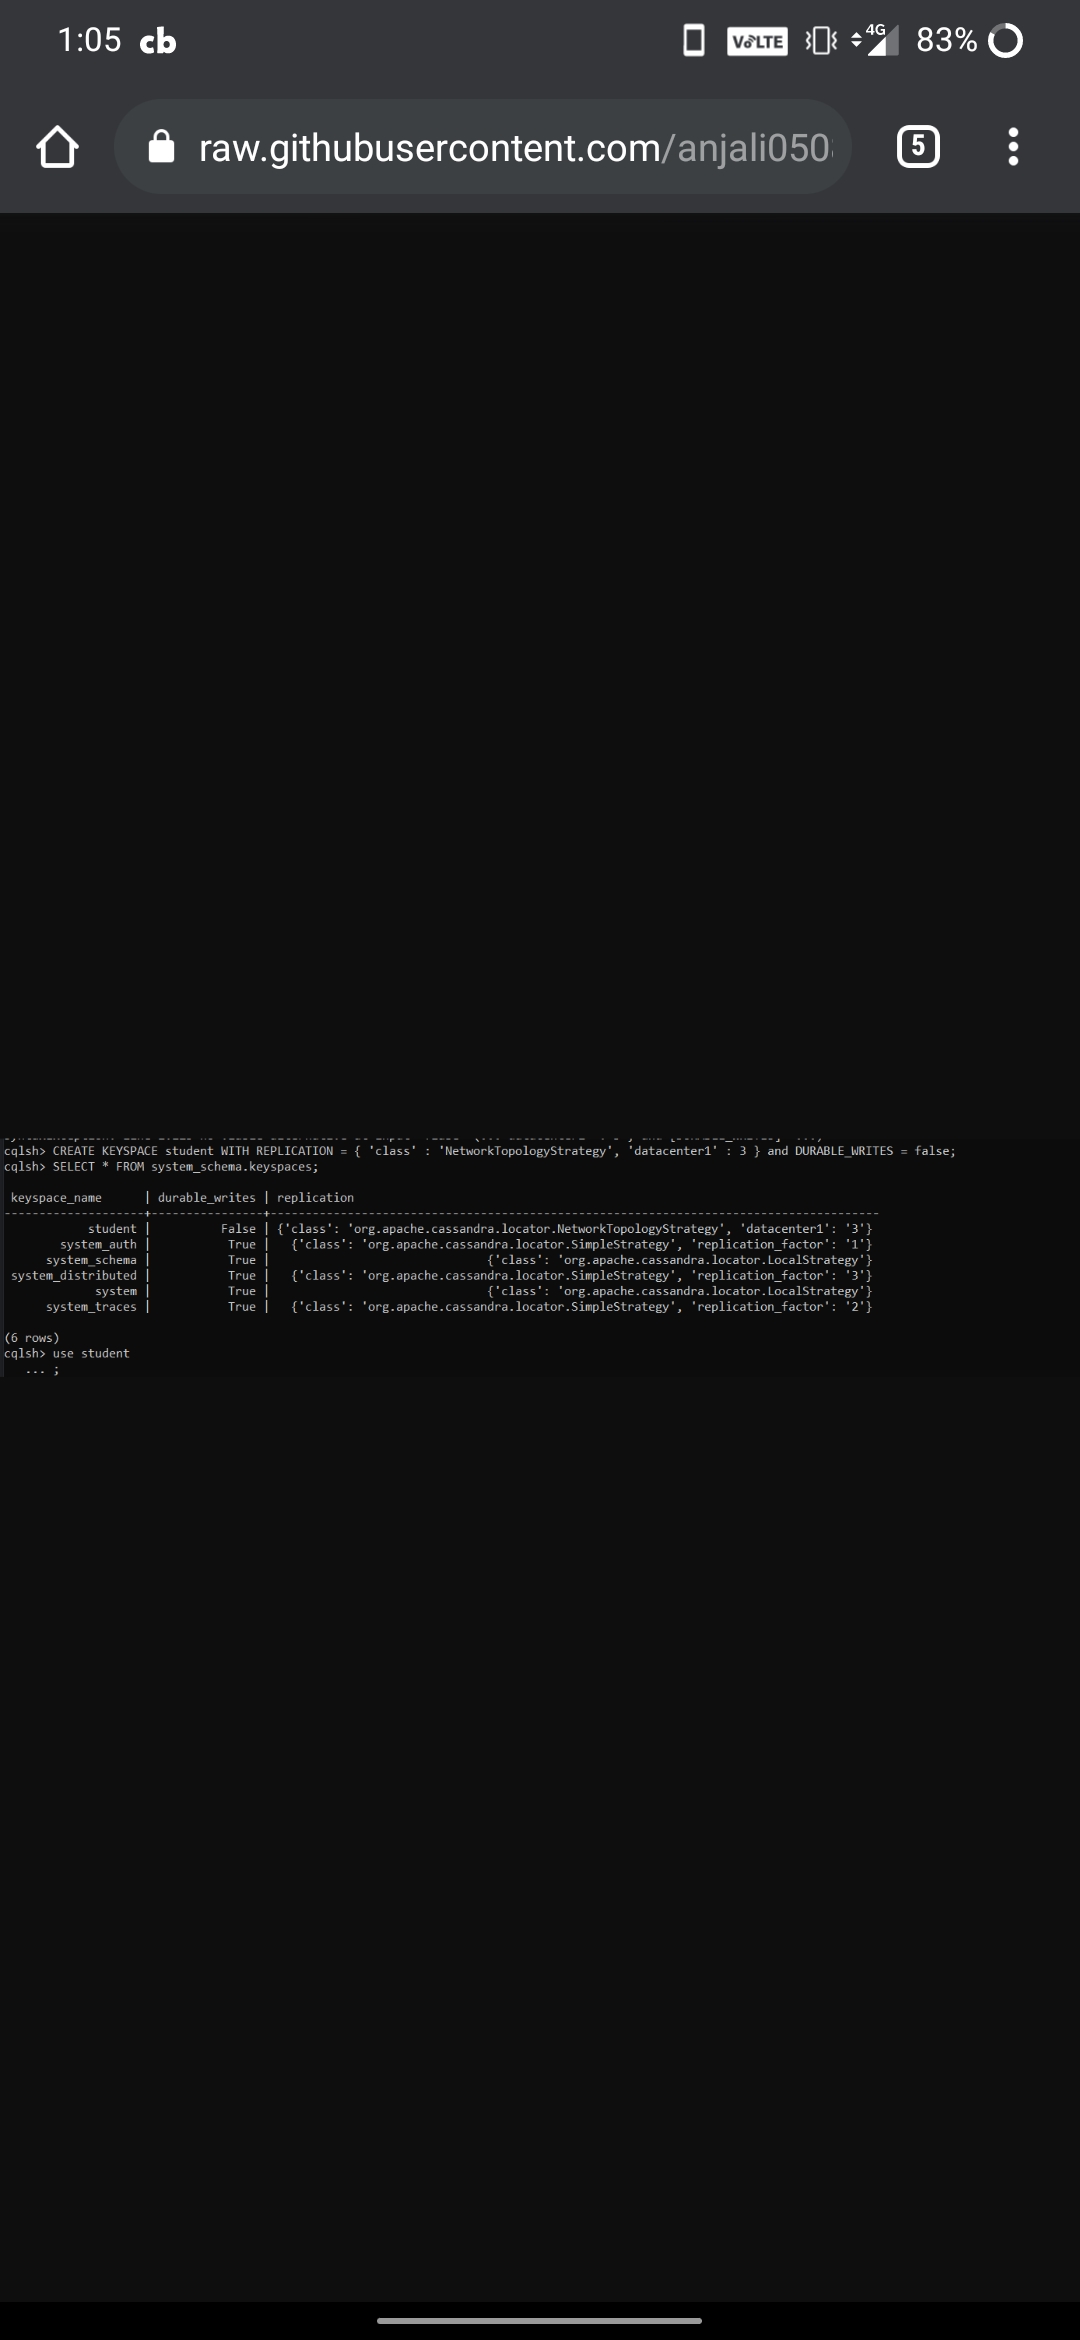 1:05 cb VoLTE 4G 83%
raw.githubusercontent.com/anjali050
5
cqlsh> CREATE KEYSPACE student WITH REPLICATION = { 'class' : 'NetworkTopologyStrategy', 'datacenter1' : 3 } and DURABLE_WRITES = false;
cqlsh> SELECT * FROM system_schema.keyspaces;
keyspace_name | durable_writes | replication
--------------------+----------------+-------------------------------------------------------------------------------------
student | False | {'class': 'org.apache.cassandra.locator.NetworkTopologyStrategy', 'datacenter1': '3'}
system_auth | True | {'class': 'org.apache.cassandra.locator.SimpleStrategy', 'replication_factor': '1'}
system_schema | True | {'class': 'org.apache.cassandra.locator.LocalStrategy'}
system_distributed | True | {'class': 'org.apache.cassandra.locator.SimpleStrategy', 'replication_factor': '3'}
system | True | {'class': 'org.apache.cassandra.locator.LocalStrategy'}
system_traces | True | {'class': 'org.apache.cassandra.locator.SimpleStrategy', 'replication_factor': '2'}
(6 rows)
cqlsh> use student
... ;